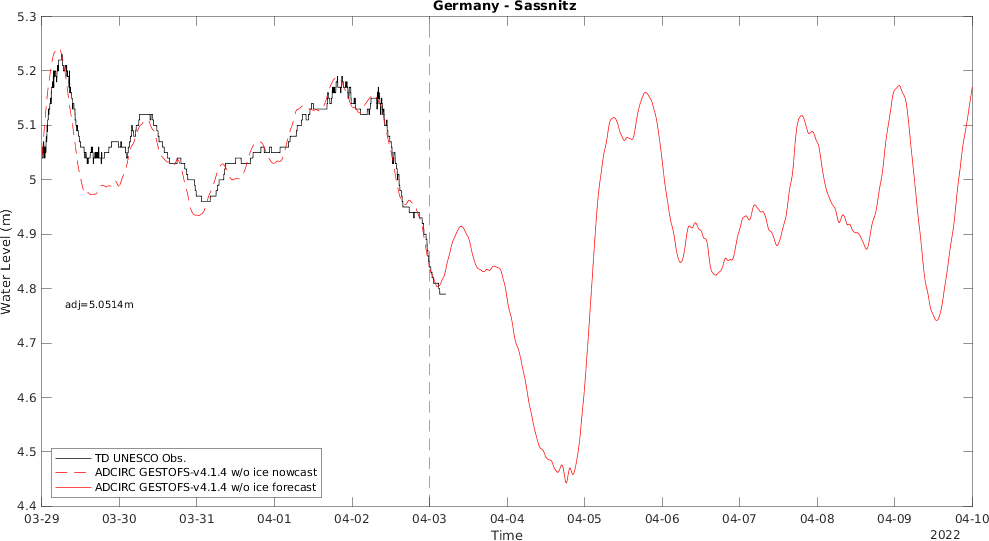 Germany - Sassnitz
5.3
5.2
5.1
5
4.9
4.8
4.7
4.6
4.5
4.4
Water Level (m)
adj=5.0514m
TD UNESCO Obs.
ADCIRC GESTOFS-v4.1.4 w/o ice nowcast
ADCIRC GESTOFS-v4.1.4 w/o ice forecast
03-29 03-30 03-31 04-01 04-02 04-03 04-04 04-05 04-06 04-07 04-08 04-09 04-10
Time
2022